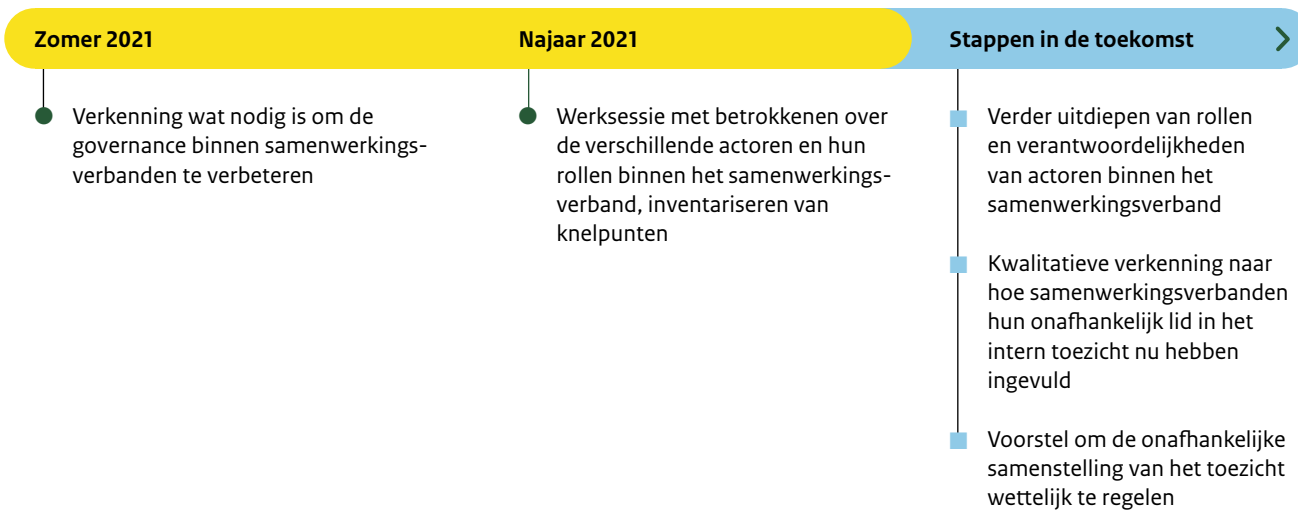 Zomer 2021
Verkenning wat nodig is om de
governance binnen samenwerkings-
verbanden te verbeteren
Najaar 2021
Werksessie met betrokkenen over
de verschillende actoren en hun
rollen binnen het samenwerkings-
verband, inventariseren van
knelpunten
Stappen in de toekomst
Verder uitdiepen van rollen
en verantwoordelijkheden
van actoren binnen het
samenwerkingsverband
Kwalitatieve verkenning naar
hoe samenwerkingsverbanden
hun onafhankelijk lid in het
intern toezicht nu hebben
ingevuld
Voorstel om de onafhankelijke
samenstelling van het toezicht
wettelijk te regelen